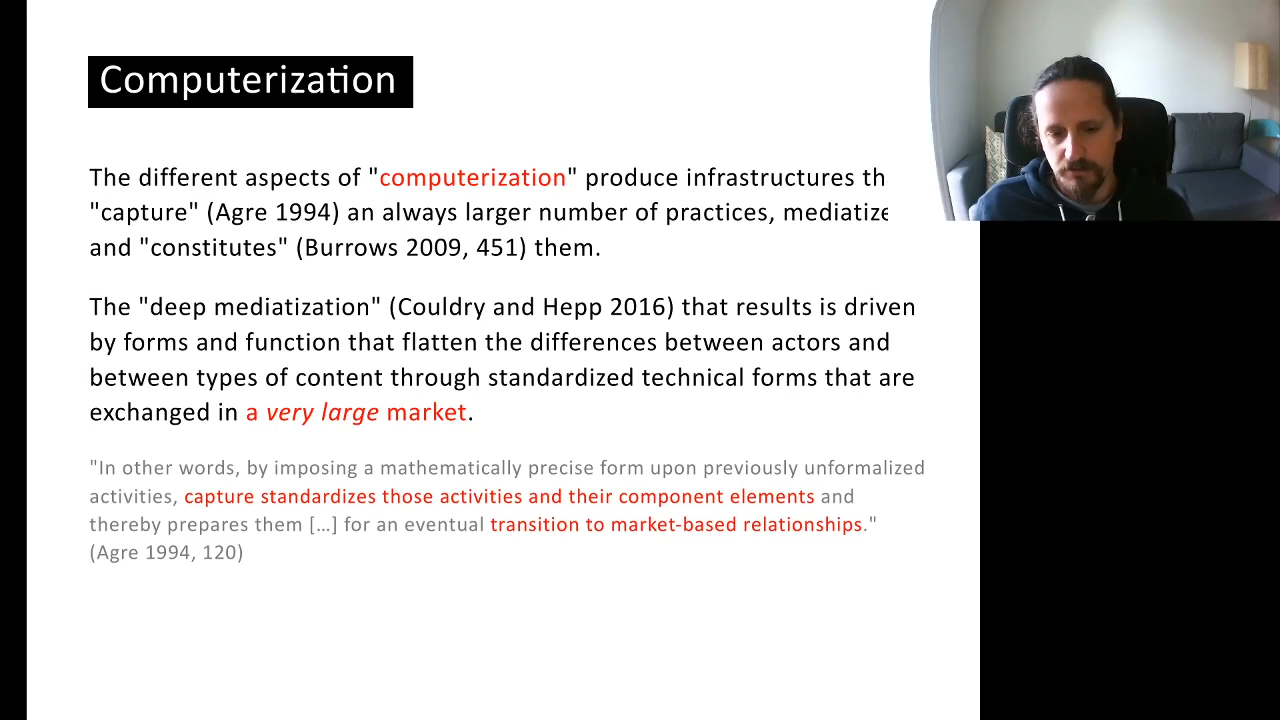 Computerization
The different aspects of "computerization" produce infrastructures th
"capture" (Agre 1994) an always larger number of practices, mediatize
and "constitutes" (Burrows 2009, 451) them.
The "deep mediatization" (Couldry and Hepp 2016) that results is driven
by forms and function that flatten the differences between actors and
between types of content through standardized technical forms that are
exchanged in a very large market.
"In other words, by imposing a mathematically precise form upon previously unformalized
activities, capture standardizes those activities and their component elements and
thereby prepares them […] for an eventual transition to market-based relationships."
(Agre 1994, 120)